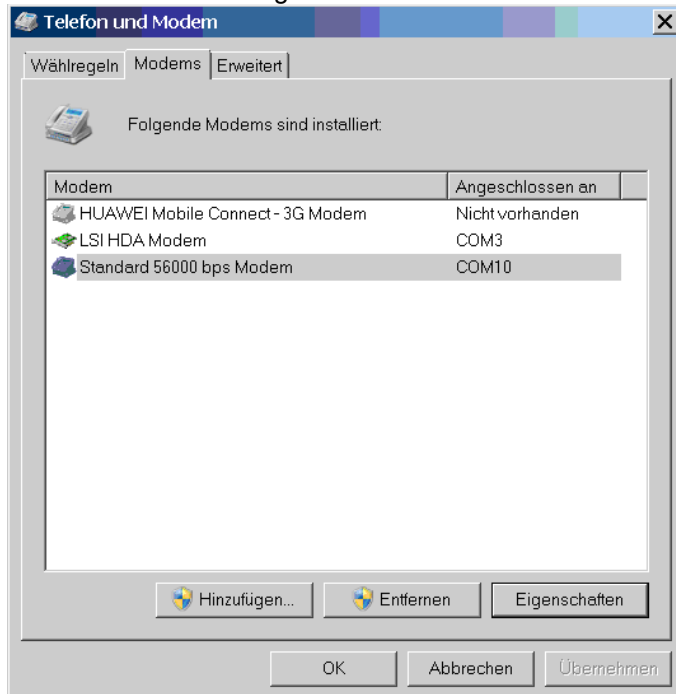 Telefon und Modem
Wählregeln Modems Erweitert
Folgende Modems sind installiert:
Modem Angeschlossen an
HUAWEI Mobile Connect - 3G Modem Nicht vorhanden
LSI HDA Modem COM3
Standard 56000 bps Modem COM10
Hinzufügen... Entfernen Eigenschaften
OK Abbrechen Übernehmen